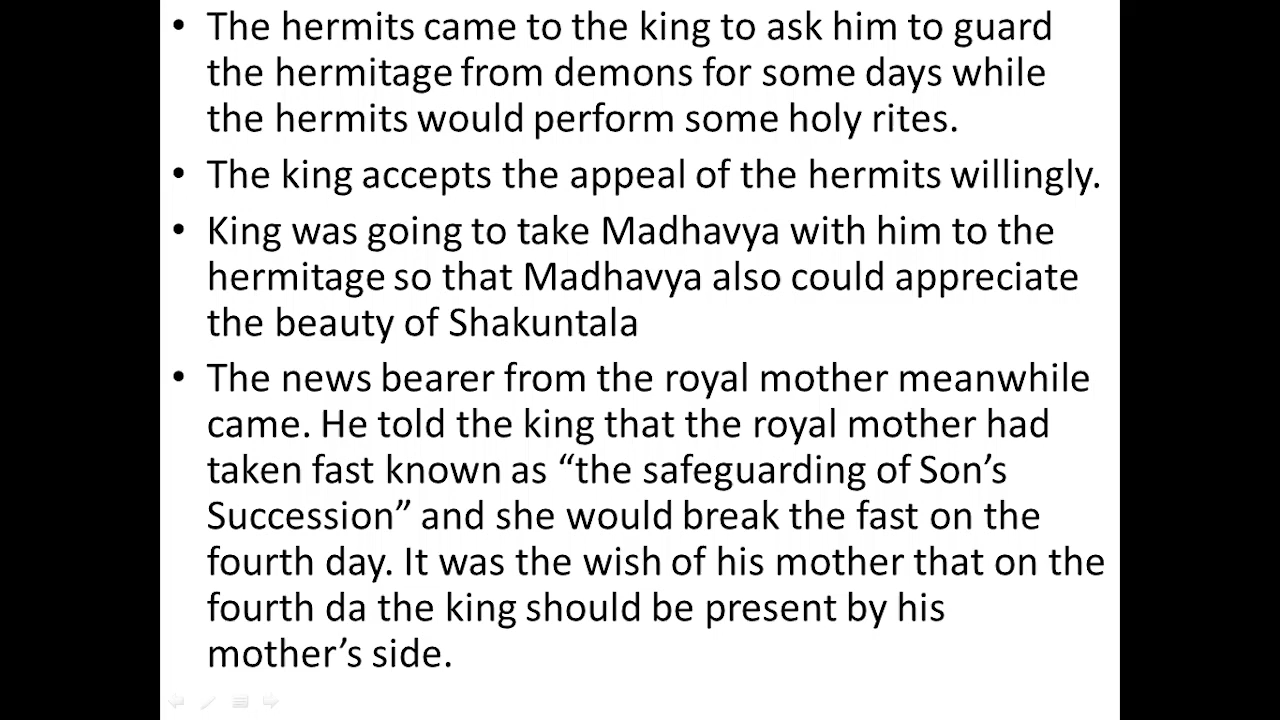 • The hermits came to the king to ask him to guard
the hermitage from demons for some days while
the hermits would perform some holy rites.
• The king accepts the appeal of the hermits willingly.
• King was going to take Madhavya with him to the
hermitage so that Madhavya also could appreciate
the beauty of Shakuntala
• The news bearer from the royal mother meanwhile
came. He told the king that the royal mother had
taken fast known as “the safeguarding of Son’s
Succession” and she would break the fast on the
fourth day. It was the wish of his mother that on the
fourth da the king should be present by his
mother’s side.